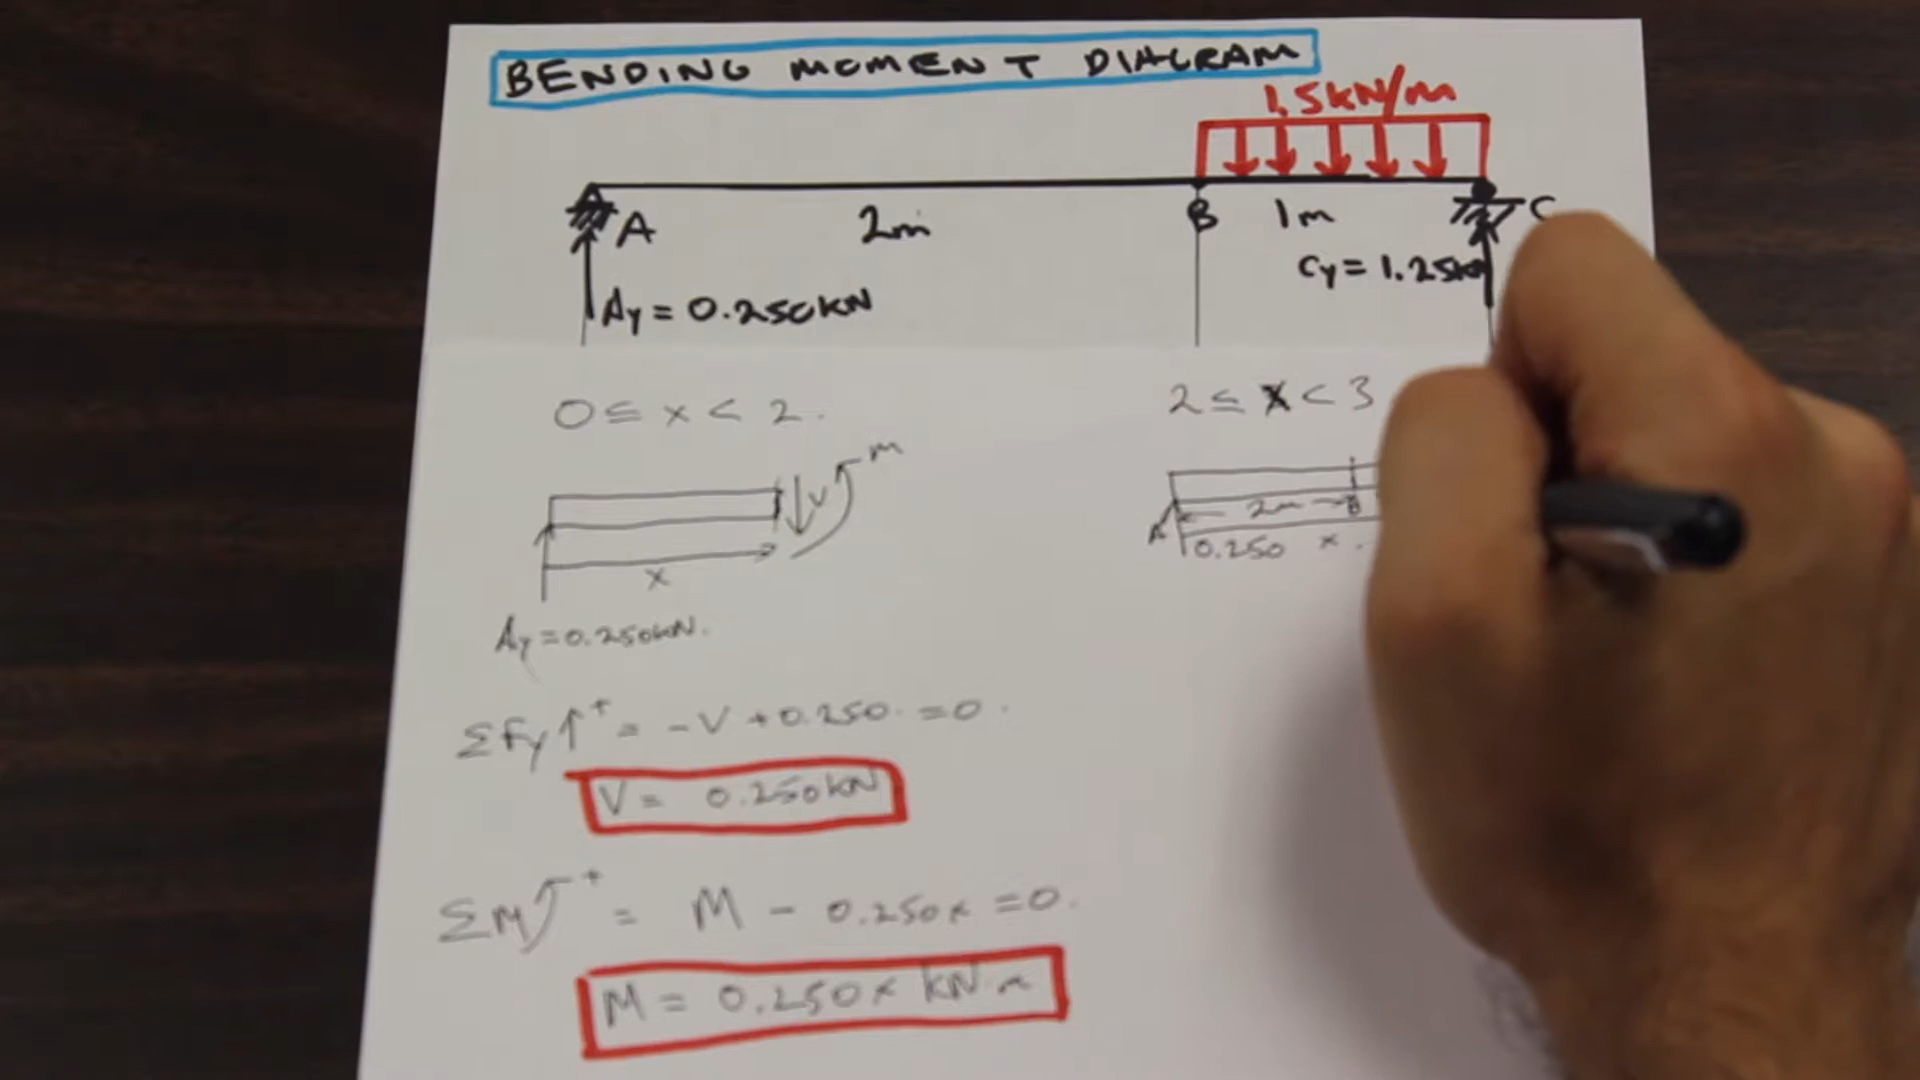 BENDING MOMENT DIAGRAM
1.5kN/m
A
2m
B
1m
C
Cy = 1.25kN
Ay = 0.250kN
0 ≤ x < 2.
2 ≤ x < 3
M
V
x
2m
B
A
0.250 x .
Ay = 0.250kN.
ΣFy↑+ = -V + 0.250. = 0.
V = 0.250kN
ΣM+ = M - 0.250x = 0.
M = 0.250x kN.m